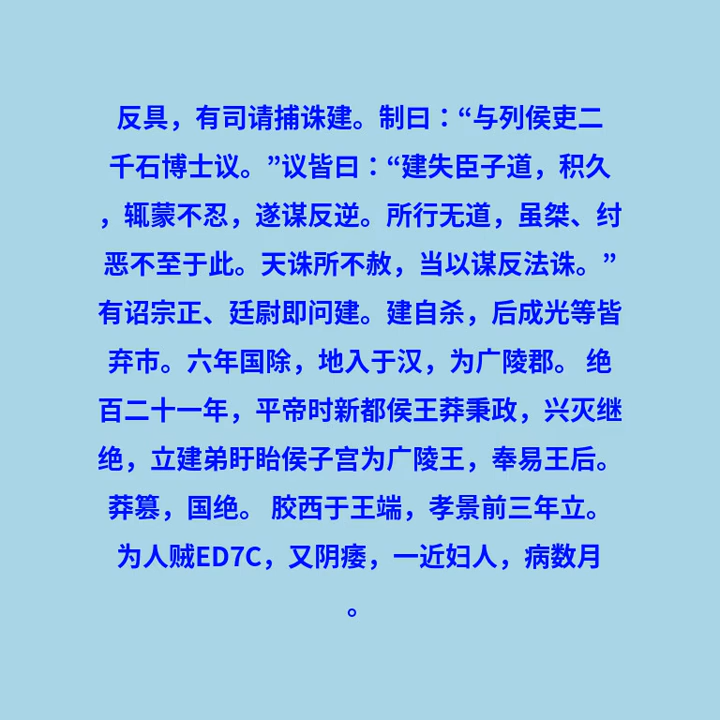 反具，有司请捕诛建。制曰：“与列侯吏二
千石博士议。”议皆曰：“建失臣子道，积久
，辄蒙不忍，遂谋反逆。所行无道，虽桀、纣
恶不至于此。天诛所不赦，当以谋反法诛。”
有诏宗正、廷尉即问建。建自杀，后成光等皆
弃市。六年国除，地入于汉，为广陵郡。 绝
百二十一年，平帝时新都侯王莽秉政，兴灭继
绝，立建弟盱眙侯子宫为广陵王，奉易王后。
莽篡，国绝。 胶西于王端，孝景前三年立。
为人贼ED7C，又阴痿，一近妇人，病数月
。